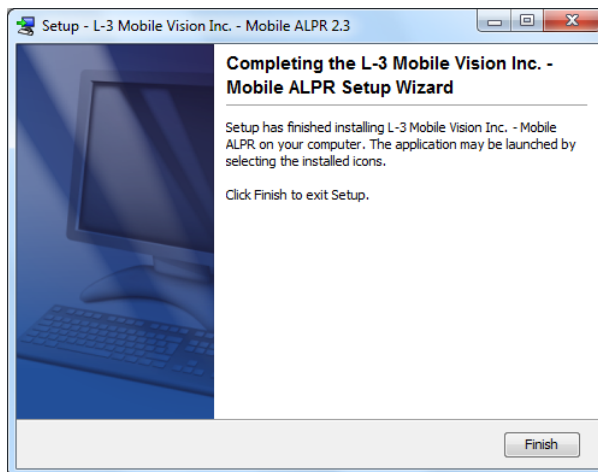 Setup - L-3 Mobile Vision Inc. - Mobile ALPR 2.3
Completing the L-3 Mobile Vision Inc. -
Mobile ALPR Setup Wizard
Setup has finished installing L-3 Mobile Vision Inc. - Mobile
ALPR on your computer. The application may be launched by
selecting the installed icons.
Click Finish to exit Setup.
Finish